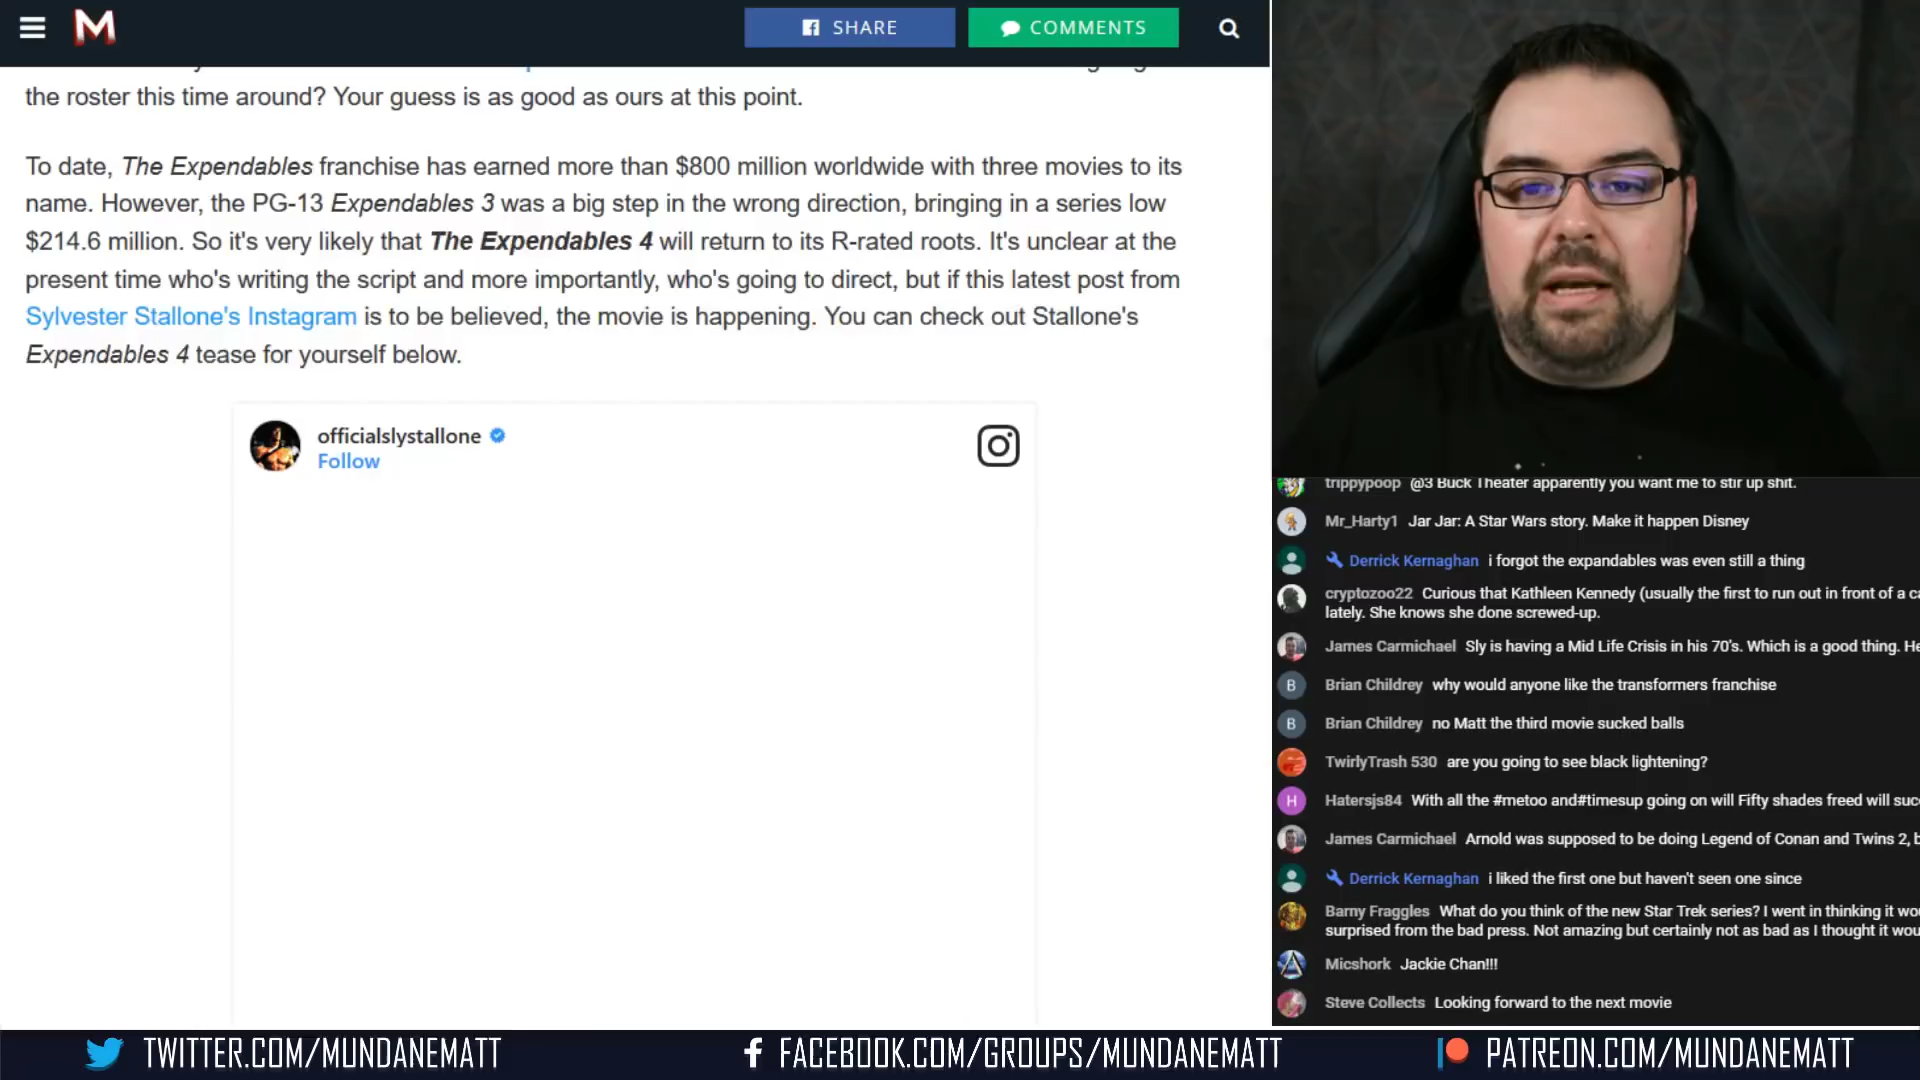 M
SHARE
COMMENTS
the roster this time around? Your guess is as good as ours at this point.
To date, The Expendables franchise has earned more than $800 million worldwide with three movies to its
name. However, the PG-13 Expendables 3 was a big step in the wrong direction, bringing in a series low
$214.6 million. So it's very likely that The Expendables 4 will return to its R-rated roots. It's unclear at the
present time who's writing the script and more importantly, who's going to direct, but if this latest post from
Sylvester Stallone's Instagram is to be believed, the movie is happening. You can check out Stallone's
Expendables 4 tease for yourself below.
officialslystallone
Follow
trippypoop @3 Buck Theater apparently you want me to stir up shit.
Mr_Harty1 Jar Jar: A Star Wars story. Make it happen Disney
Derrick Kernaghan i forgot the expandables was even still a thing
cryptozoo22 Curious that Kathleen Kennedy (usually the first to run out in front of a
lately. She knows she done screwed-up.
James Carmichael Sly is having a Mid Life Crisis in his 70's. Which is a good thing.
B Brian Childrey why would anyone like the transformers franchise
B Brian Childrey no Matt the third movie sucked balls
TwirlyTrash 530 are you going to see black lightening?
H Hatersjs84 With all the #metoo and#timesup going on will Fifty shades freed will
James Carmichael Arnold was supposed to be doing Legend of Conan and Twins 2,
Derrick Kernaghan i liked the first one but haven't seen one since
Barny Fraggles What do you think of the new Star Trek series? I went in thinking it
surprised from the bad press. Not amazing but certainly not as bad as I thought it
Micshork Jackie Chan!!!
Steve Collects Looking forward to the next movie
TWITTER.COM/MUNDANEMATT
FACEBOOK.COM/GROUPS/MUNDANEMATT
PATREON.COM/MUNDANEMATT